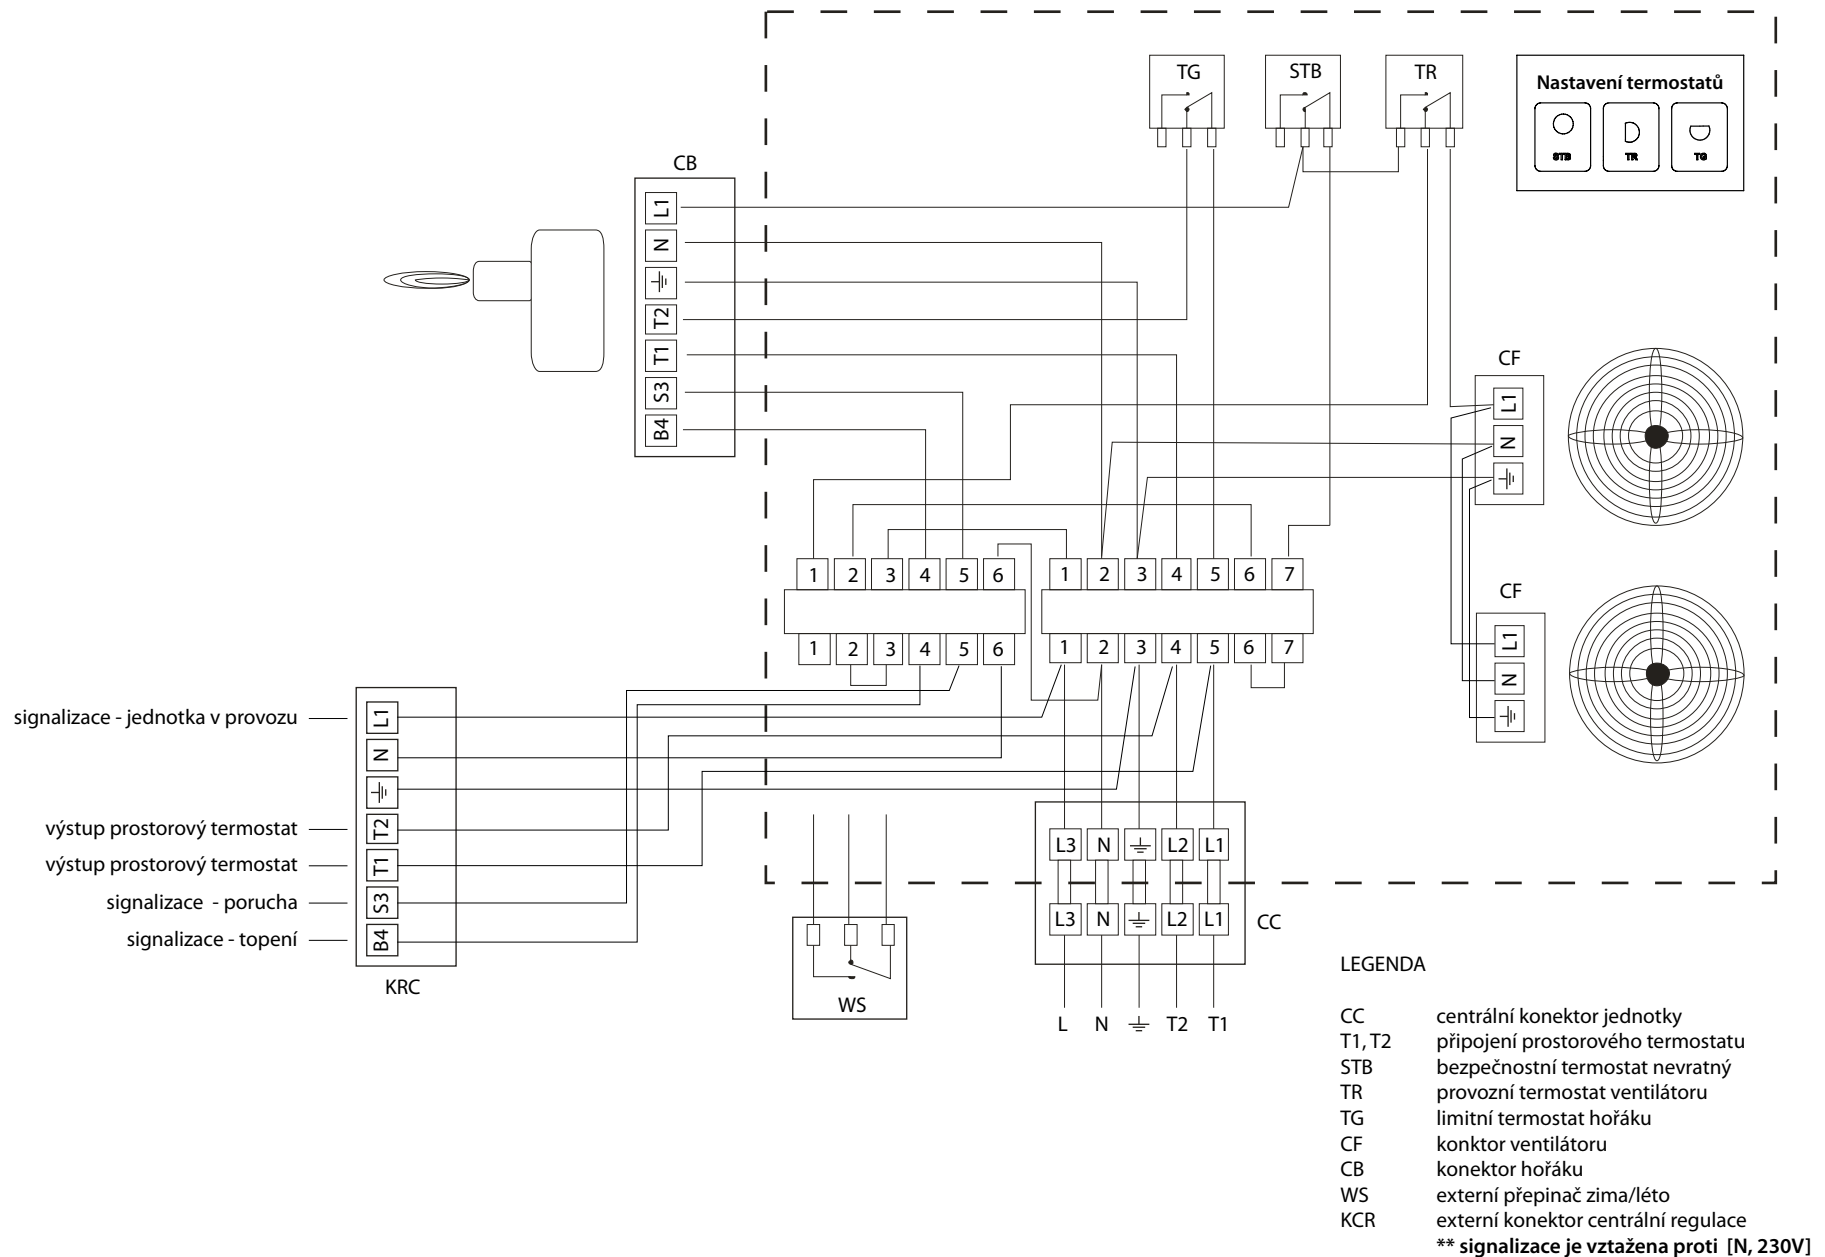 TG
STB
TR
Nastavení termostatů
STB
TR
TG
CB
L1
N
T2
T1
S3
B4
CF
L1
N
CF
L1
N
1 2 3 4 5 6
1 2 3 4 5 6 7
1 2 3 4 5 6
1 2 3 4 5 6 7
signalizace - jednotka v provozu
výstup prostorový termostat
výstup prostorový termostat
signalizace - porucha
signalizace - topení
L1
N
T2
T1
S3
B4
KRC
WS
L3 N L2 L1
L3 N L2 L1
CC
L N T2 T1
LEGENDA
CC centrální konektor jednotky
T1, T2 připojení prostorového termostatu
STB bezpečnostní termostat nevratný
TR provozní termostat ventilátoru
TG limitní termostat hořáku
CF konktor ventilátoru
CB konektor hořáku
WS externí přepinač zima/léto
KCR externí konektor centrální regulace
** signalizace je vztažena proti [N, 230V]